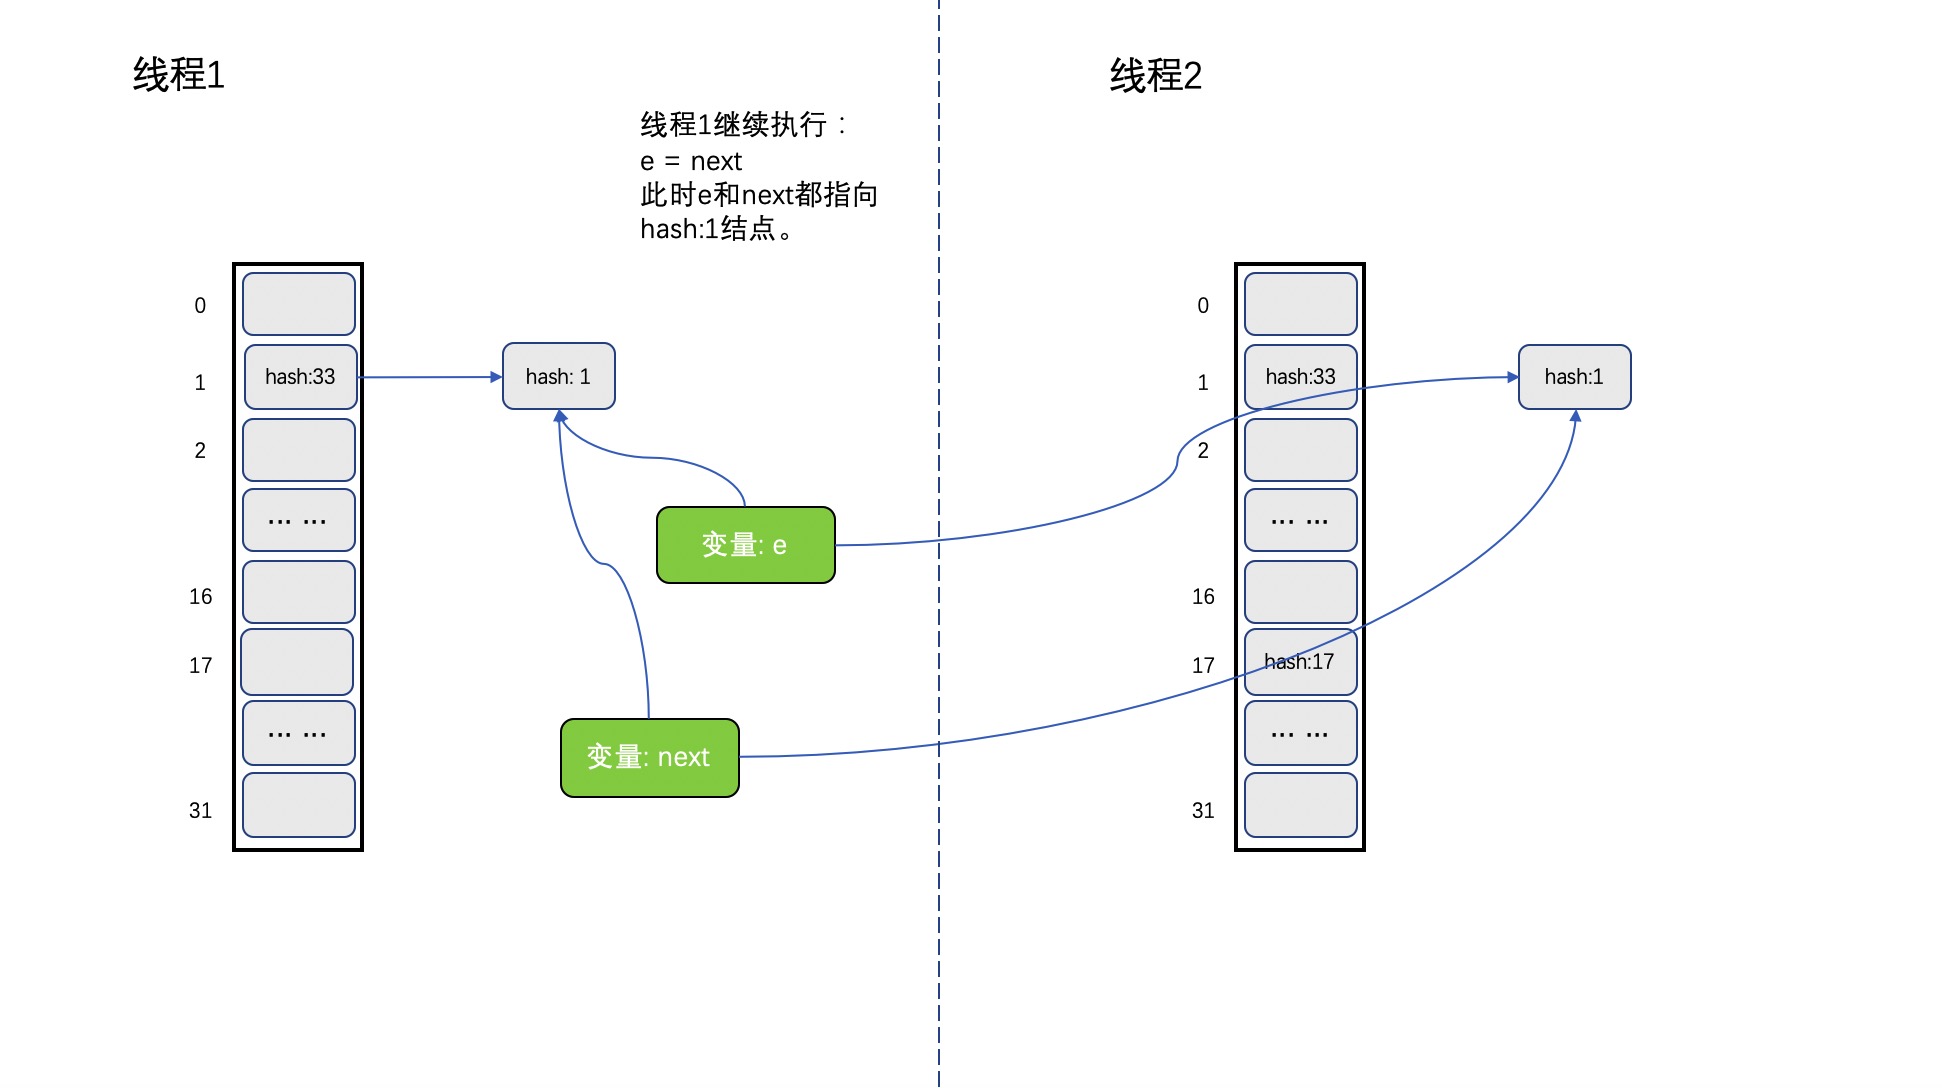 线程1
线程1继续执行：
e = next
此时e和next都指向
hash:1结点。
0
1
hash:33
hash: 1
2
... ...
变量: e
16
17
变量: next
... ...
31
线程2
0
1
hash:33
hash:1
2
... ...
16
17
hash:17
... ...
31